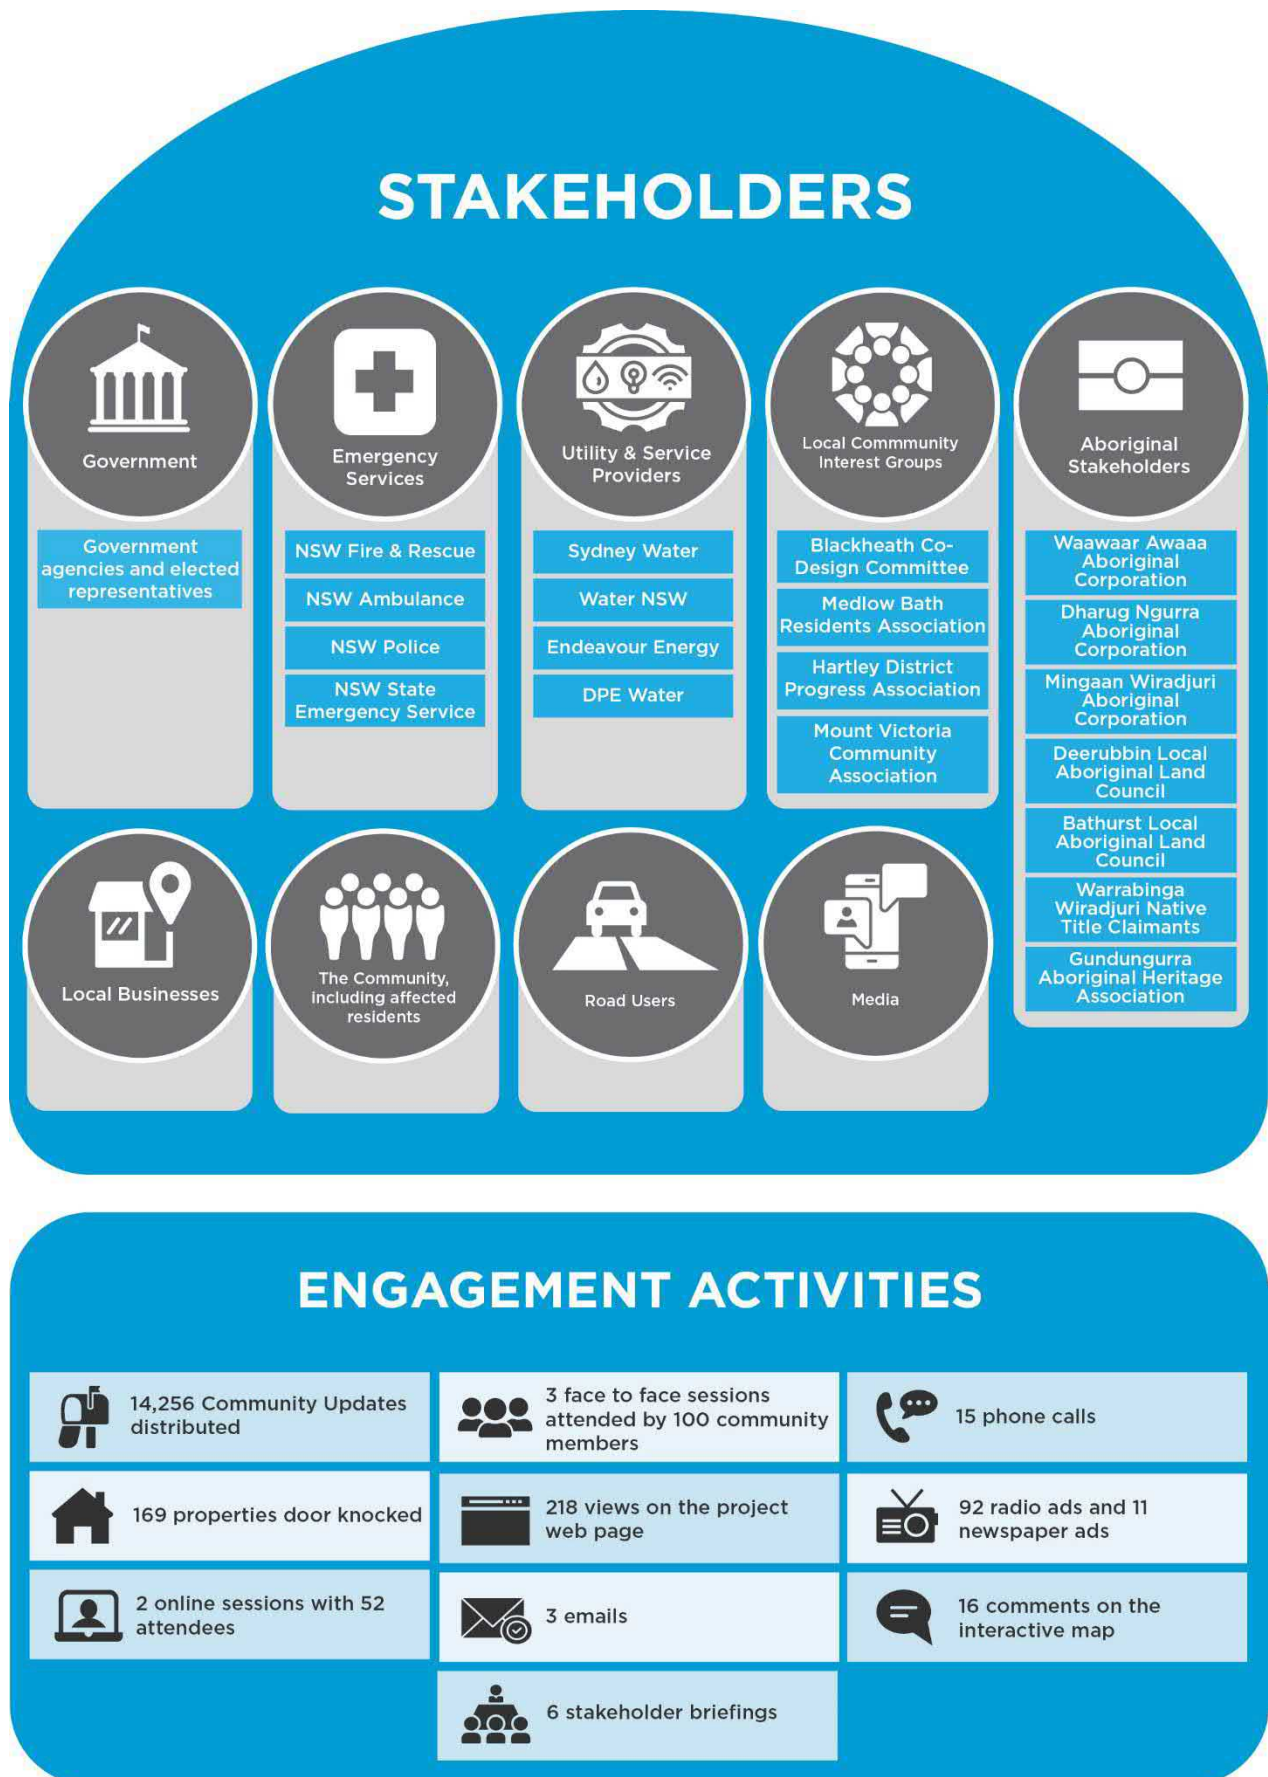 STAKEHOLDERS
Government
Government
agencies and elected
representatives
Emergency
Services
NSW Fire & Rescue
NSW Ambulance
NSW Police
NSW State
Emergency Service
Utility & Service
Providers
Sydney Water
Water NSW
Endeavour Energy
DPE Water
Local Commmunity
Interest Groups
Blackheath Co-
Design Committee
Medlow Bath
Residents Association
Hartley District
Progress Association
Mount Victoria
Community
Association
Aboriginal
Stakeholders
Waawaar Awaaa
Aboriginal
Corporation
Dharug Ngurra
Aboriginal
Corporation
Mingaan Wiradjuri
Aboriginal
Corporation
Deerubbin Local
Aboriginal Land
Council
Bathurst Local
Aboriginal Land
Council
Warrabinga
Wiradjuri Native
Title Claimants
Gundungurra
Aboriginal Heritage
Association
Local Businesses
The Community,
including affected
residents
Road Users
Media
ENGAGEMENT ACTIVITIES
14,256 Community Updates
distributed
3 face to face sessions
attended by 100 community
members
15 phone calls
169 properties door knocked
218 views on the project
web page
92 radio ads and 11
newspaper ads
2 online sessions with 52
attendees
3 emails
16 comments on the
interactive map
6 stakeholder briefings